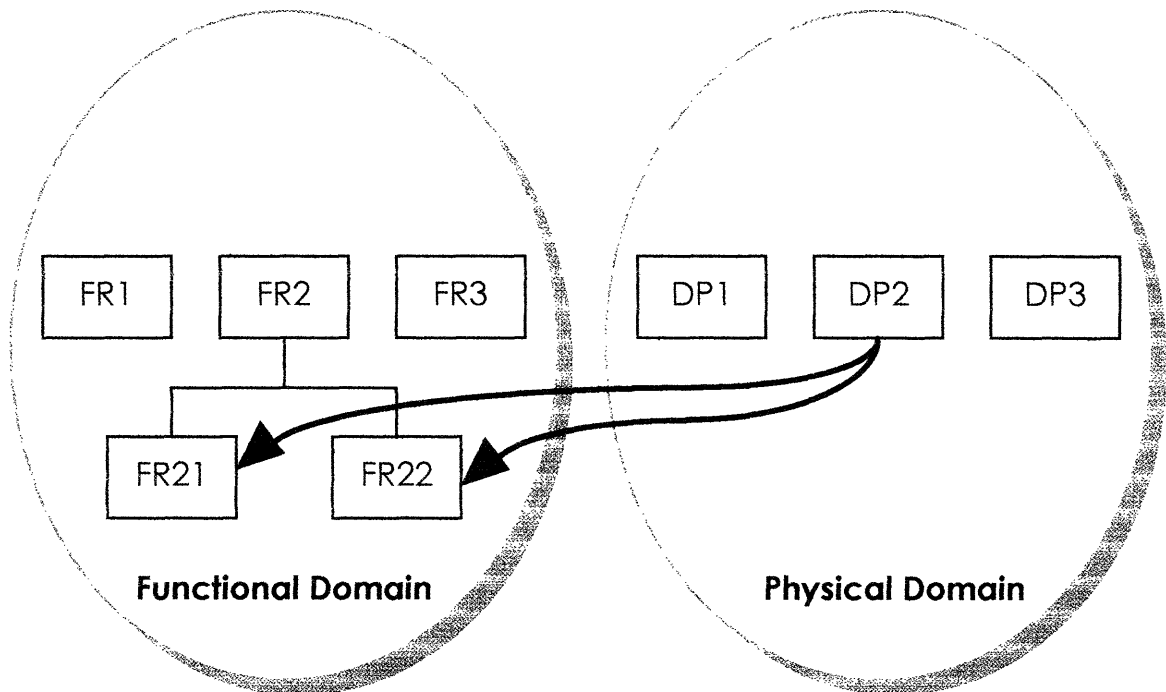 FR1 FR2 FR3 DP1 DP2 DP3
FR21 FR22
Functional Domain Physical Domain